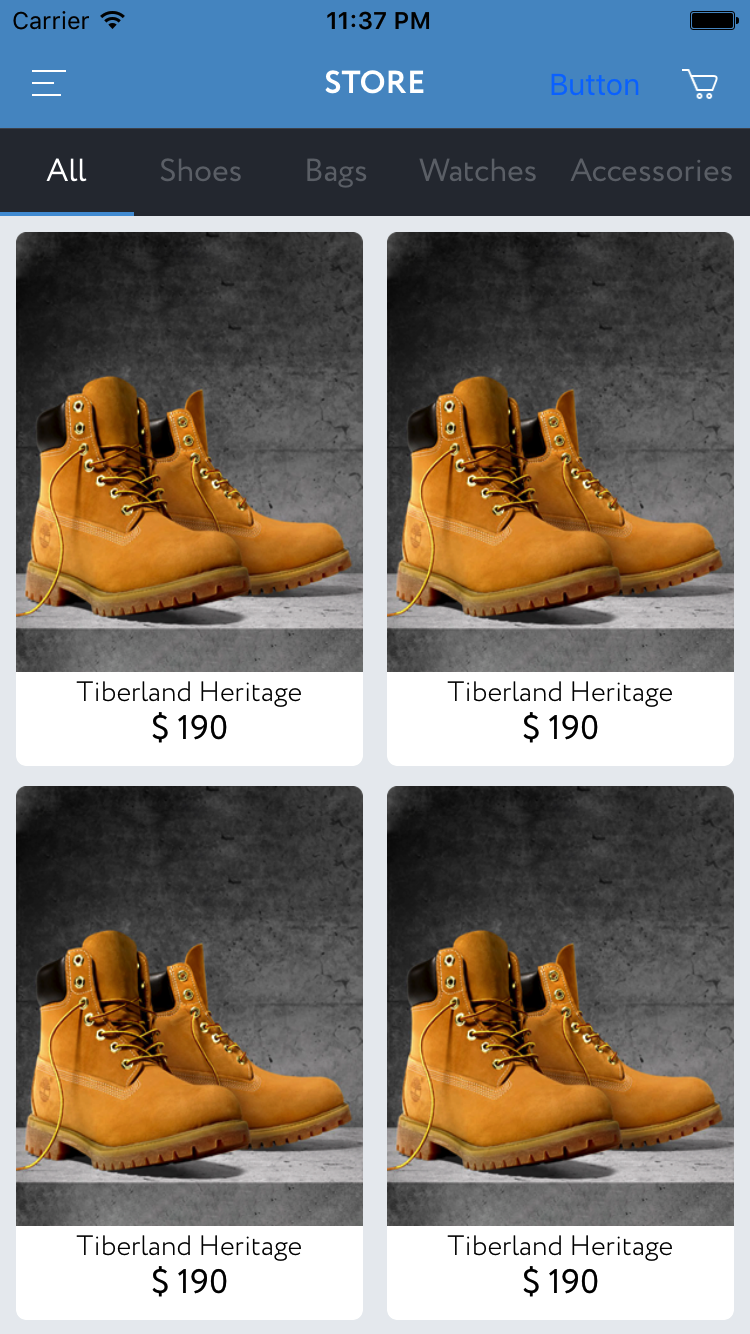 Carrier 11:37 PM
STORE Button
All Shoes Bags Watches Accessories
Tiberland Heritage Tiberland Heritage
$ 190 $ 190
Tiberland Heritage Tiberland Heritage
$ 190 $ 190